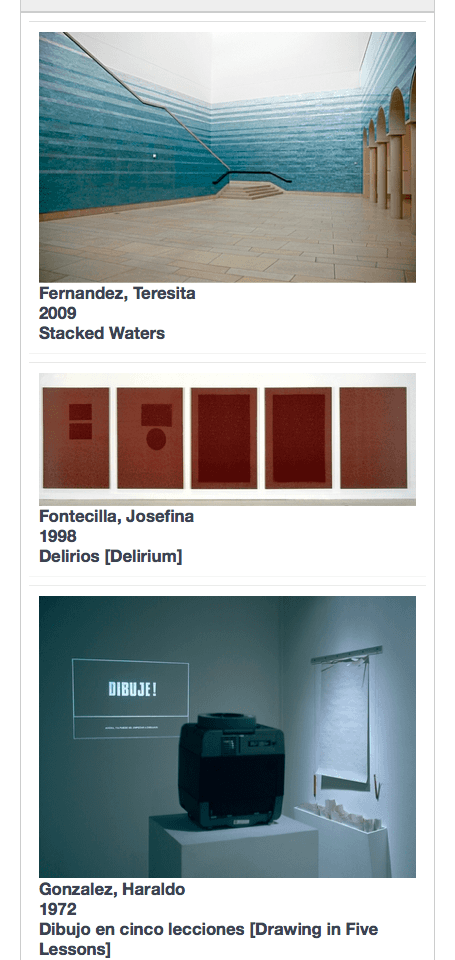 Fernandez, Teresita
2009
Stacked Waters
Fontecilla, Josefina
1998
Delirios [Delirium]
DIBUJE!
Gonzalez, Haraldo
1972
Dibujo en cinco lecciones [Drawing in Five
Lessons]